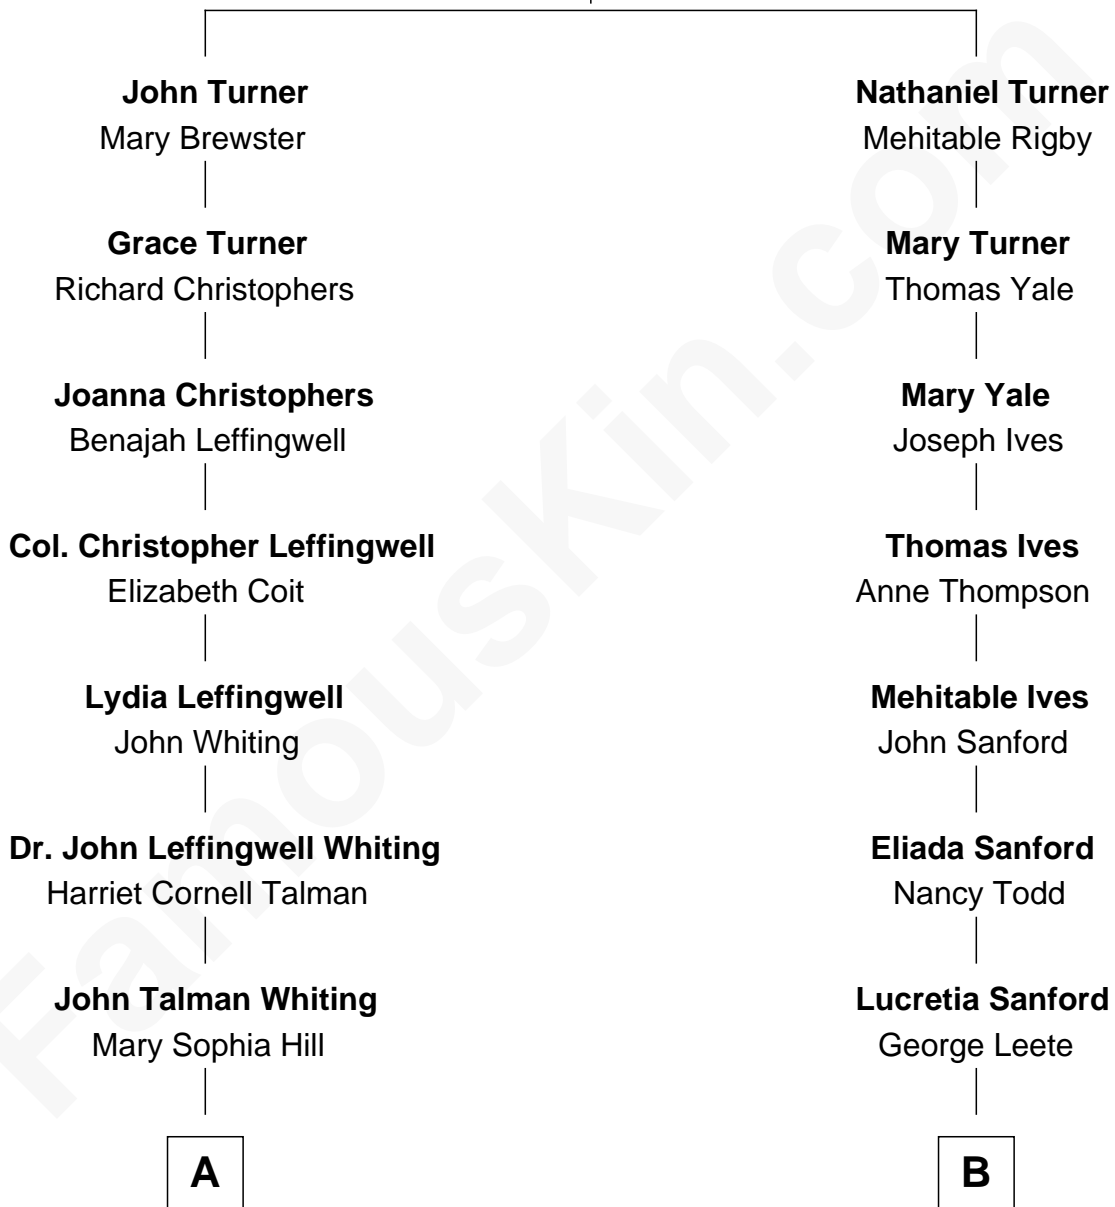 John Turner
Mary Brewster
Grace Turner
Richard Christophers
Joanna Christophers
Benajah Leffingwell
Col. Christopher Leffingwell
Elizabeth Coit
Lydia Leffingwell
John Whiting
Dr. John Leffingwell Whiting
Harriet Cornell Talman
John Talman Whiting
Mary Sophia Hill
A
Nathaniel Turner
Mehitable Rigby
Mary Turner
Thomas Yale
Mary Yale
Joseph Ives
Thomas Ives
Anne Thompson
Mehitable Ives
John Sanford
Eliada Sanford
Nancy Todd
Lucretia Sanford
George Leete
B
FamousKin.com